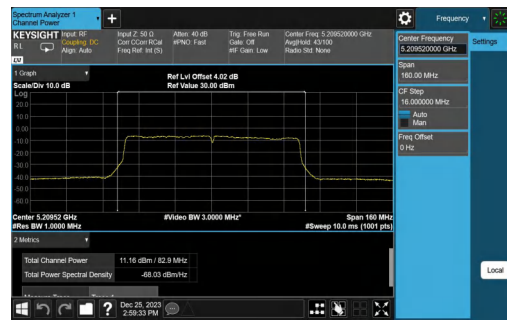 Spectrum Analyzer 1
Channel Power
Frequency
KEYSIGHT
Input: RF
Coupling: DC
Align: Auto
Input Z: 50 Ω
Corr CCorr RCal
Freq Ref: Int (S)
Atten: 40 dB
#PNO: Fast
Trig: Free Run
Gate: Off
#IF Gain: Low
Center Freq: 5.209520000 GHz
Avg|Hold: 43/100
Radio Std: None
R L
LXI
Center Frequency
5.209520000 GHz
Settings
Span
160.00 MHz
CF Step
16.000000 MHz
Auto
Man
Freq Offset
0 Hz
1 Graph
Scale/Div 10.0 dB
Ref Lvl Offset 4.02 dB
Ref Value 30.00 dBm
Log
20.0
10.0
0.00
-10.0
-20.0
-30.0
-40.0
-50.0
-60.0
Center 5.20952 GHz
#Res BW 1.0000 MHz
#Video BW 3.0000 MHz*
Span 160 MHz
#Sweep 10.0 ms (1001 pts)
2 Metrics
Total Channel Power
11.16 dBm / 82.9 MHz
Total Power Spectral Density
-68.03 dBm/Hz
Local
?
Dec 25, 2023
2:59:33 PM